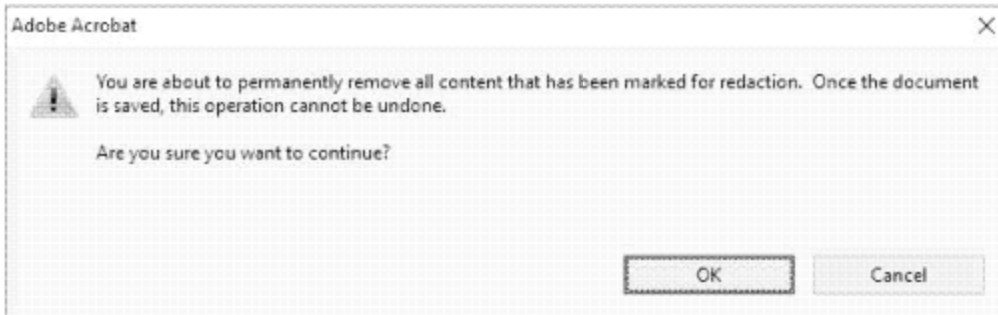 Adobe Acrobat
You are about to permanently remove all content that has been marked for redaction.  Once the document
is saved, this operation cannot be undone.
Are you sure you want to continue?
OK
Cancel